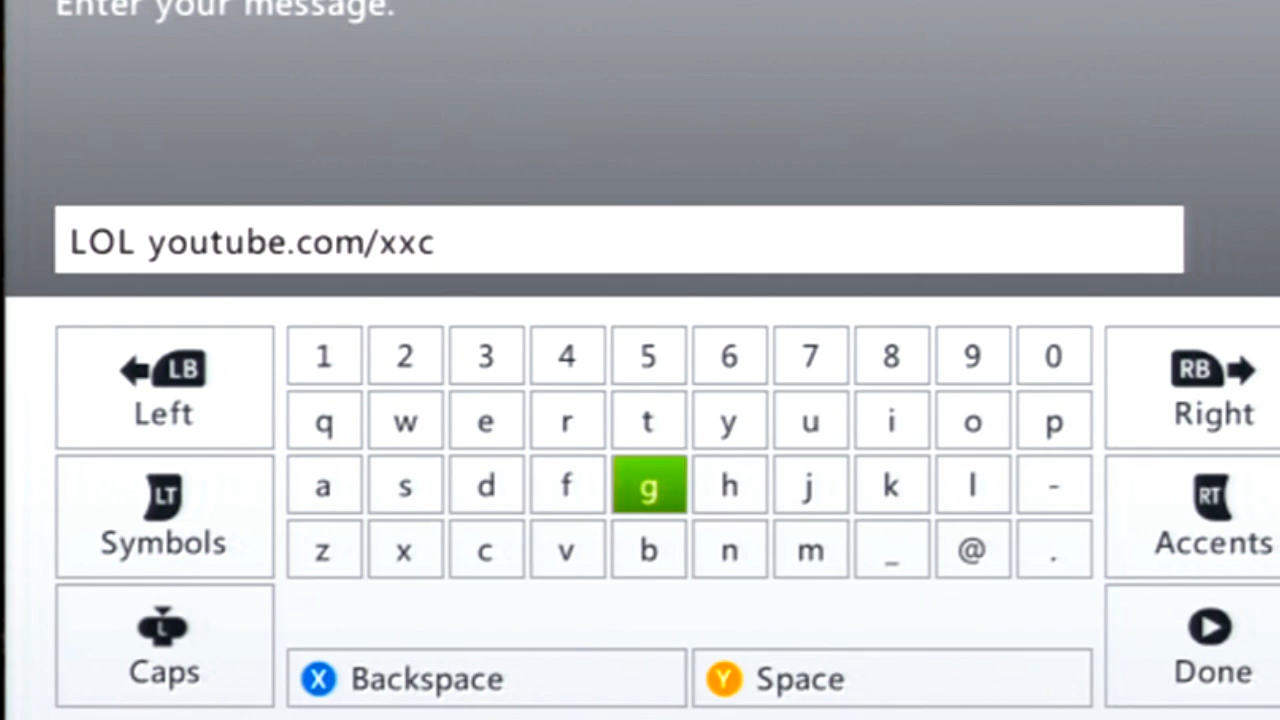 Enter your message.
LOL youtube.com/xxc
LB
Left
1 2 3 4 5 6 7 8 9 0
RB
Right
q w e r t y u i o p
LT
Symbols
a s d f g h j k l -
RT
Accents
z x c v b n m _ @ .
L
Caps
Done
X Backspace
Y Space